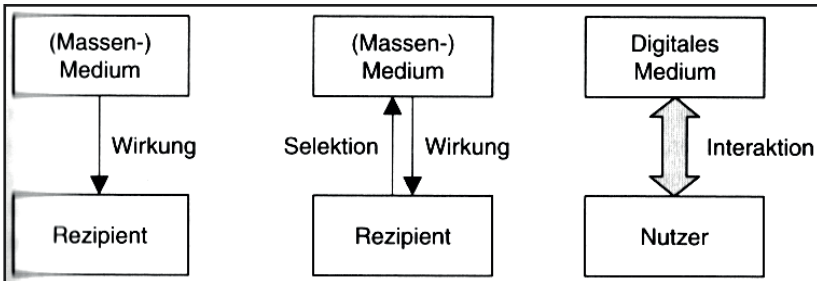 (Massen-)
Medium
Wirkung
Rezipient
(Massen-)
Medium
Selektion
Wirkung
Rezipient
Digitales
Medium
Interaktion
Nutzer